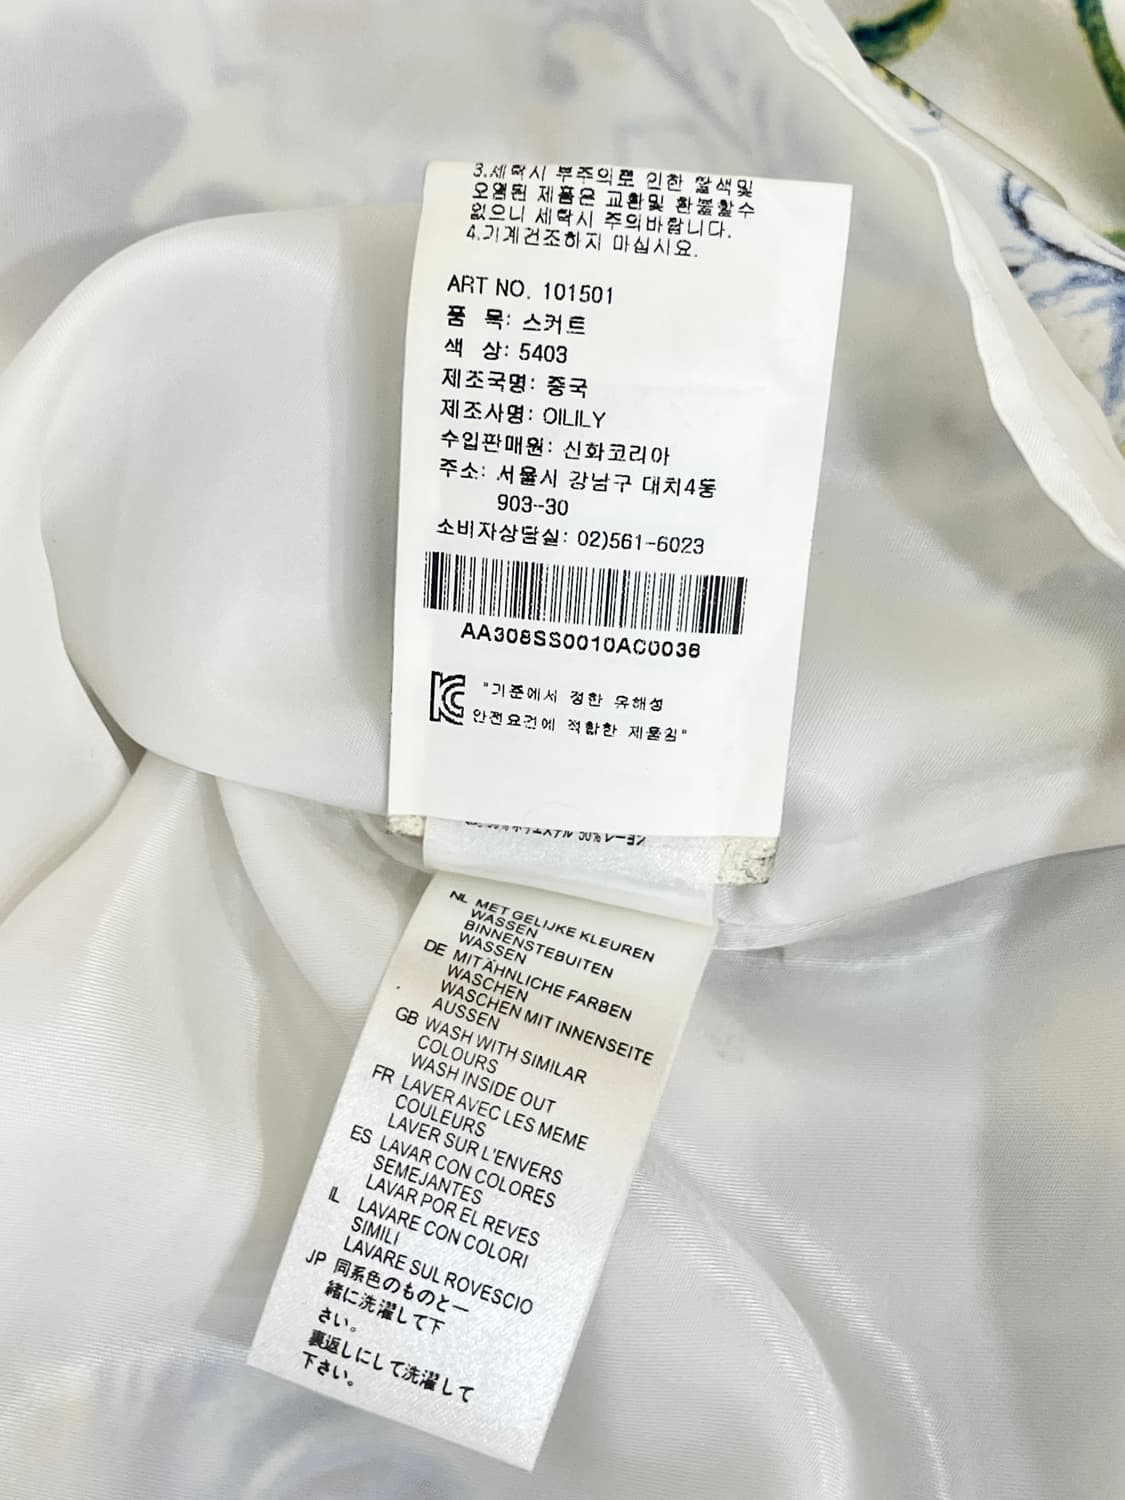 3.세탁시 부주의로 인한 탈색및
오염된 제품은 교환및 환불할수
없으니 세탁시 주의바랍니다.
4.기계건조하지 마십시요.
ART NO. 101501
품 목: 스커트
색 상: 5403
제조국명: 중국
제조사명: OILILY
수입판매원: 신화코리아
주소: 서울시 강남구 대치4동
903-30
소비자상담실: 02)561-6023
AA308SS0010AC0036
"기준에서 정한 유해성
안전요건에 적합한 제품임"
50%レーヨン
NL MET GELIJKE KLEUREN
WASSEN
BINNENSTEBUITEN
WASSEN
DE MIT ÄHNLICHE FARBEN
WASCHEN
WASCHEN MIT INNENSEITE
AUSSEN
GB WASH WITH SIMILAR
COLOURS
WASH INSIDE OUT
FR LAVER AVEC LES MEME
COULEURS
LAVER SUR L'ENVERS
ES LAVAR CON COLORES
SEMEJANTES
LAVAR POR EL REVES
IL LAVARE CON COLORI
SIMILI
LAVARE SUL ROVESCIO
JP 同系色のものと一
緒に洗濯して下
さい。
裏返しにして洗濯して
下さい。